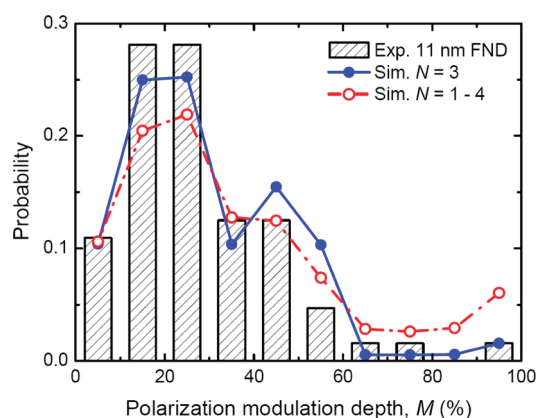 0.3
0.2
0.1
0.0
Probability
Exp. 11 nm FND
Sim. N = 3
Sim. N = 1 - 4
0 20 40 60 80 100
Polarization modulation depth, M (%)